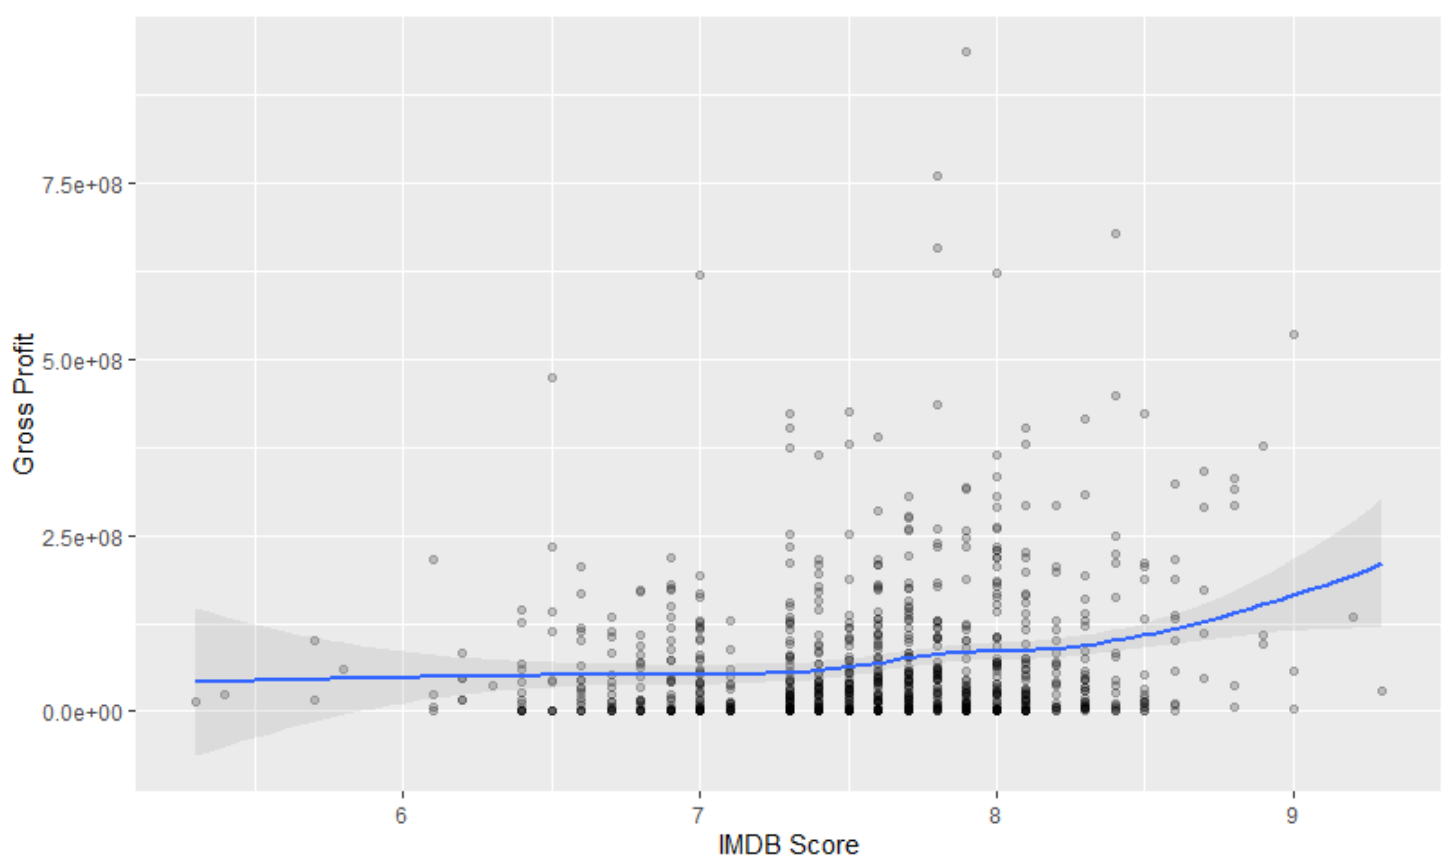 Gross Profit
7.5e+08
5.0e+08
2.5e+08
0.0e+00
6 7 8 9
IMDB Score